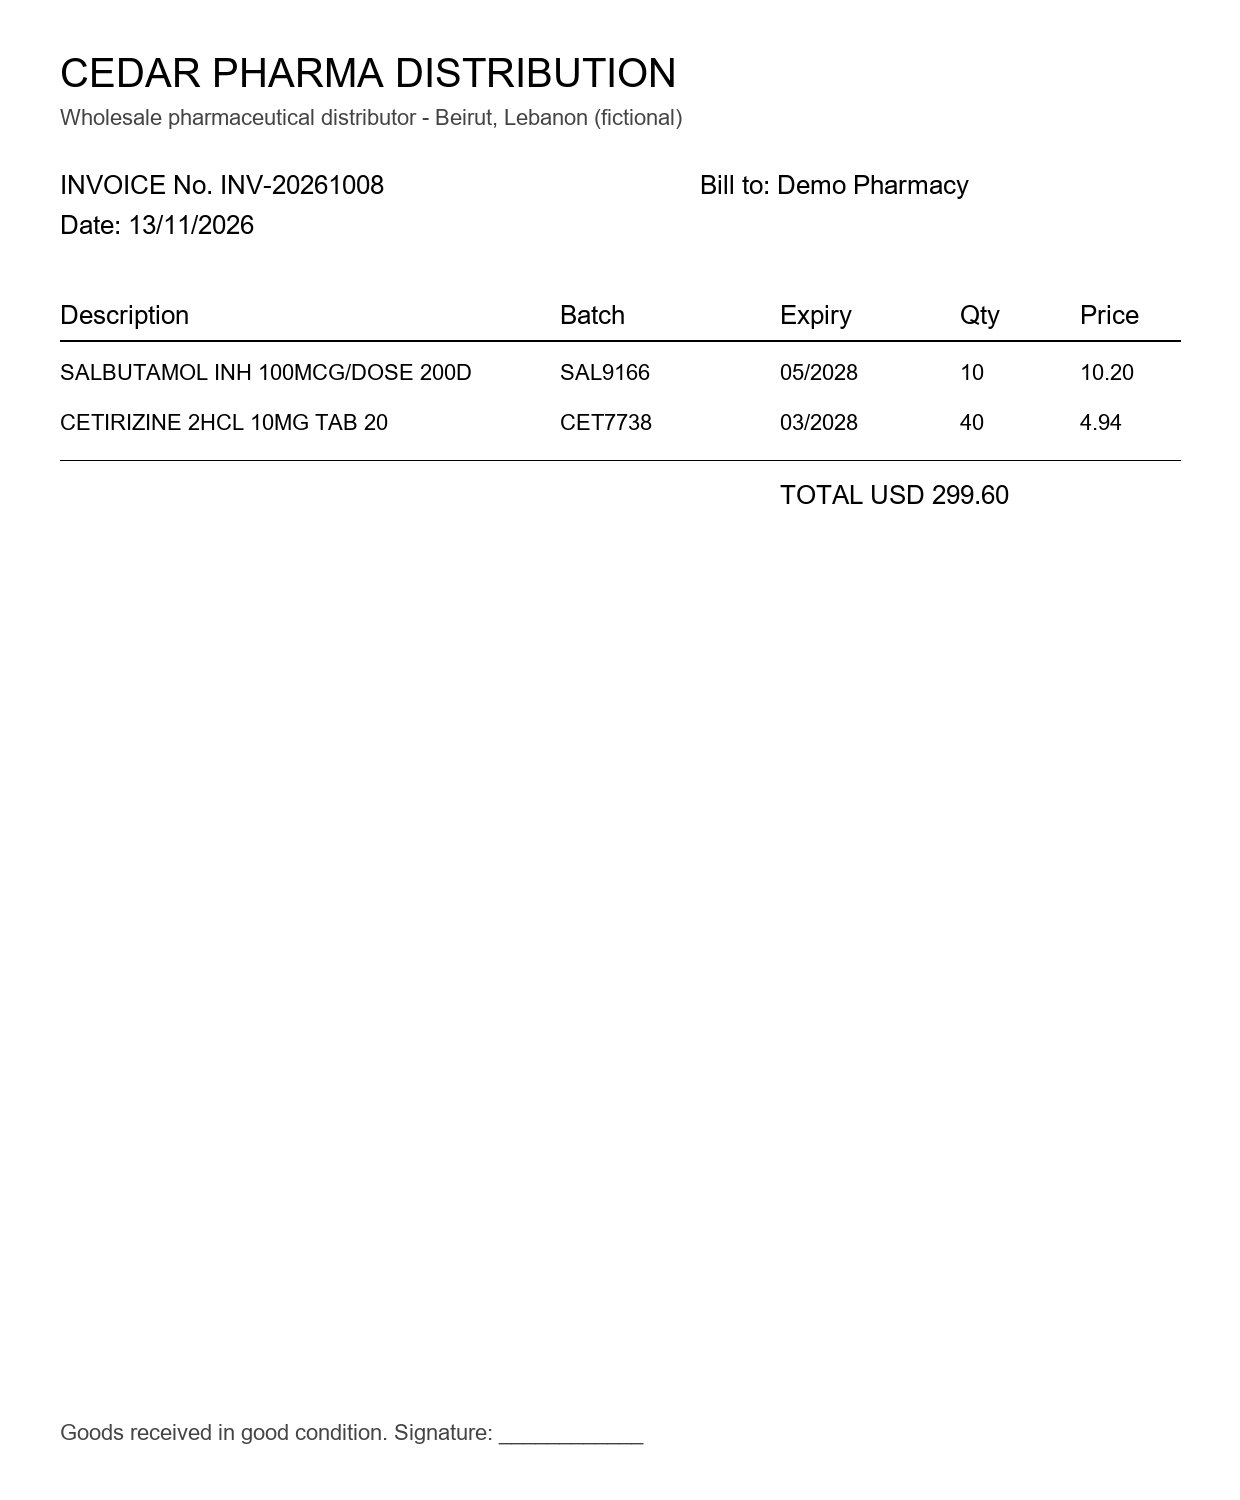 CEDAR PHARMA DISTRIBUTION
Wholesale pharmaceutical distributor - Beirut, Lebanon (fictional)
INVOICE No. INV-20261008 Bill to: Demo Pharmacy
Date: 13/11/2026
Description Batch Expiry Qty Price
SALBUTAMOL INH 100MCG/DOSE 200D SAL9166 05/2028 10 10.20
CETIRIZINE 2HCL 10MG TAB 20 CET7738 03/2028 40 4.94
TOTAL USD 299.60
Goods received in good condition. Signature: ____________